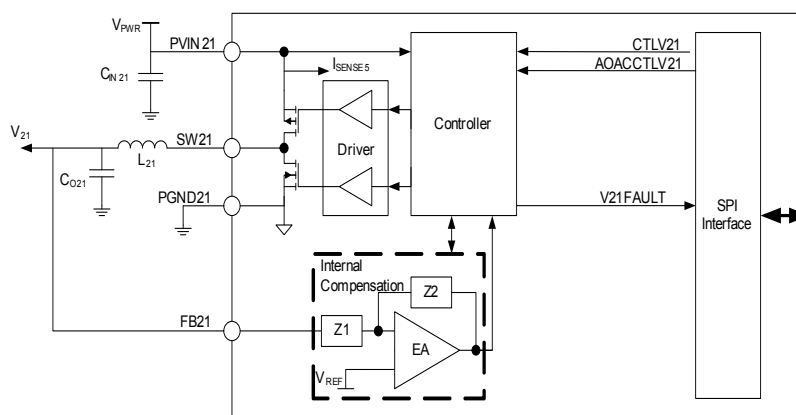 VPWR
PVIN21
CIN21
ISENSE5
CTLV21
AOACCTLV21
Controller
V21
SW21
L21
CO21
Driver
PGND21
V21FAULT
SPI
Interface
Internal
Compensation
Z2
FB21
Z1
EA
VREF